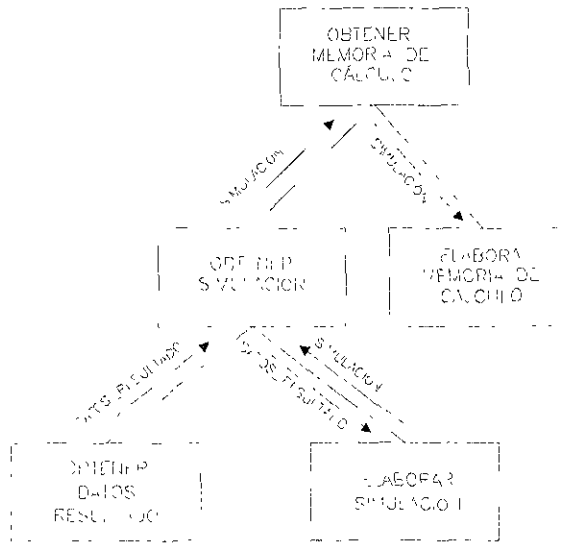 OBTENER
MEMORIA DE
CÁLCULO
SIMULACION
SIMULACION
OBTENER
SIMULACION
ELABORA
MEMORIA DE
CALCULO
DATOS_RESULTADO
DATOS_RESULTADO
SIMULACION
OBTENER
DATOS
RESULTADO
ELABORAR
SIMULACION